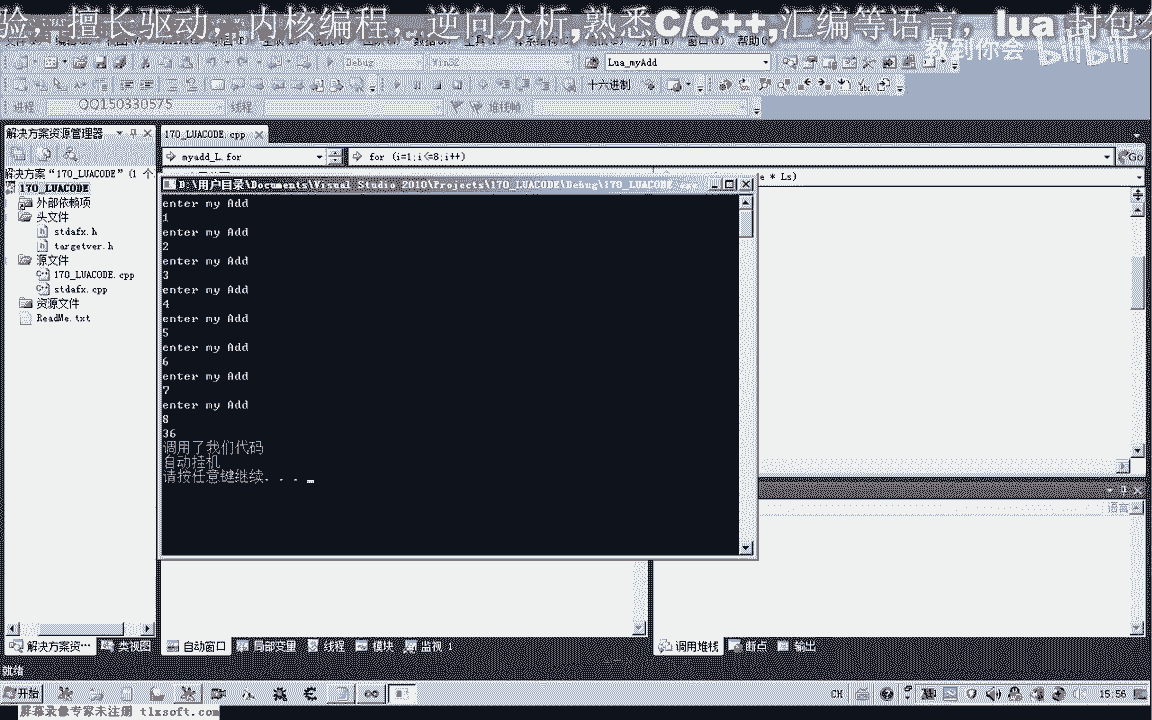 验，擅长驱动，内核编程，逆向分析,熟悉C/C++,汇编等语言，lua 封包分
教到你会 bilibili
帮助(
Debug
Win32
Lua_myAdd
十六进制
进程
QQ150330575
线程
堆栈帧
解决方案资源管理器
170_LUACODE.cpp
myadd_L.for
for (i=1;i<=8;i++)
Go
* Ls)
解决方案“170_LUACODE” (1 个
170_LUACODE
外部依赖项
头文件
stdafx.h
targetver.h
源文件
170_LUACODE.cpp
stdafx.cpp
资源文件
ReadMe.txt
D:\用户目录\Documents\Visual Studio 2010\Projects\170_LUACODE\Debug\170_LUACODE.exe
enter my Add
1
enter my Add
2
enter my Add
3
enter my Add
4
enter my Add
5
enter my Add
6
enter my Add
7
enter my Add
8
36
调用了我们代码
自动挂机
请按任意键继续. . .
语言
解决方案资…
类视图
自动窗口
局部变量
线程
模块
监视 1
调用堆栈
断点
输出
就绪
开始
CH
15:56
屏幕录像专家未注册 tlxsoft.com